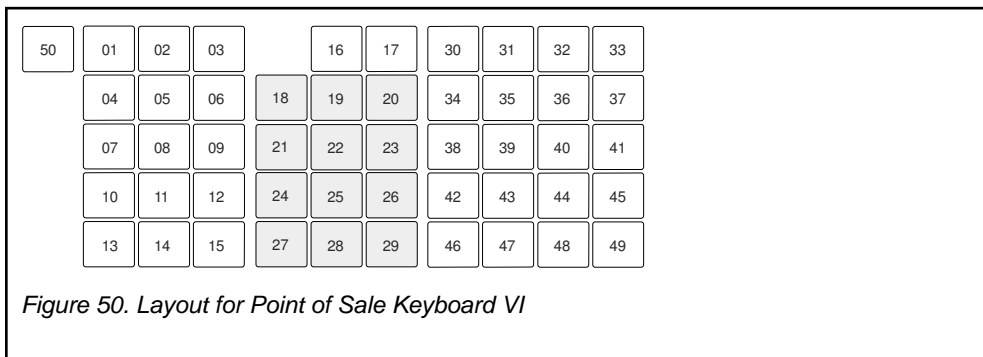 50 01 02 03 16 17 30 31 32 33
04 05 06 18 19 20 34 35 36 37
07 08 09 21 22 23 38 39 40 41
10 11 12 24 25 26 42 43 44 45
13 14 15 27 28 29 46 47 48 49
Figure 50. Layout for Point of Sale Keyboard VI